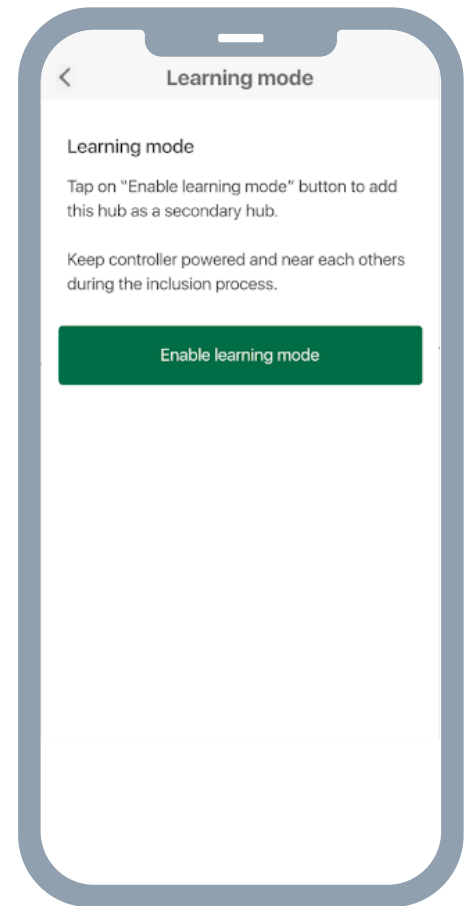 Learning mode
Learning mode
Tap on "Enable learning mode" button to add
this hub as a secondary hub.
Keep controller powered and near each others
during the inclusion process.
Enable learning mode